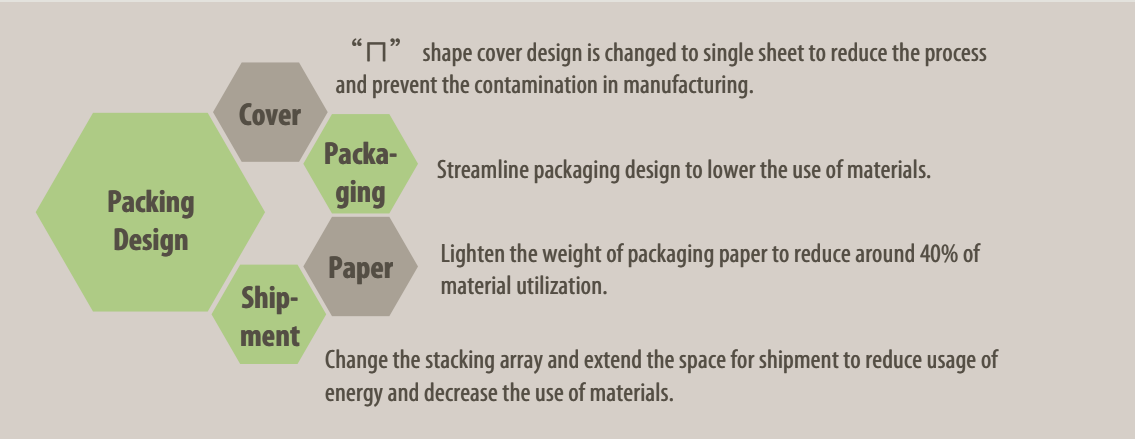 “ㄇ” shape cover design is changed to single sheet to reduce the process
and prevent the contamination in manufacturing.
Cover
Packa-
ging
Streamline packaging design to lower the use of materials.
Packing
Design
Lighten the weight of packaging paper to reduce around 40% of
material utilization.
Paper
Ship-
ment
Change the stacking array and extend the space for shipment to reduce usage of
energy and decrease the use of materials.